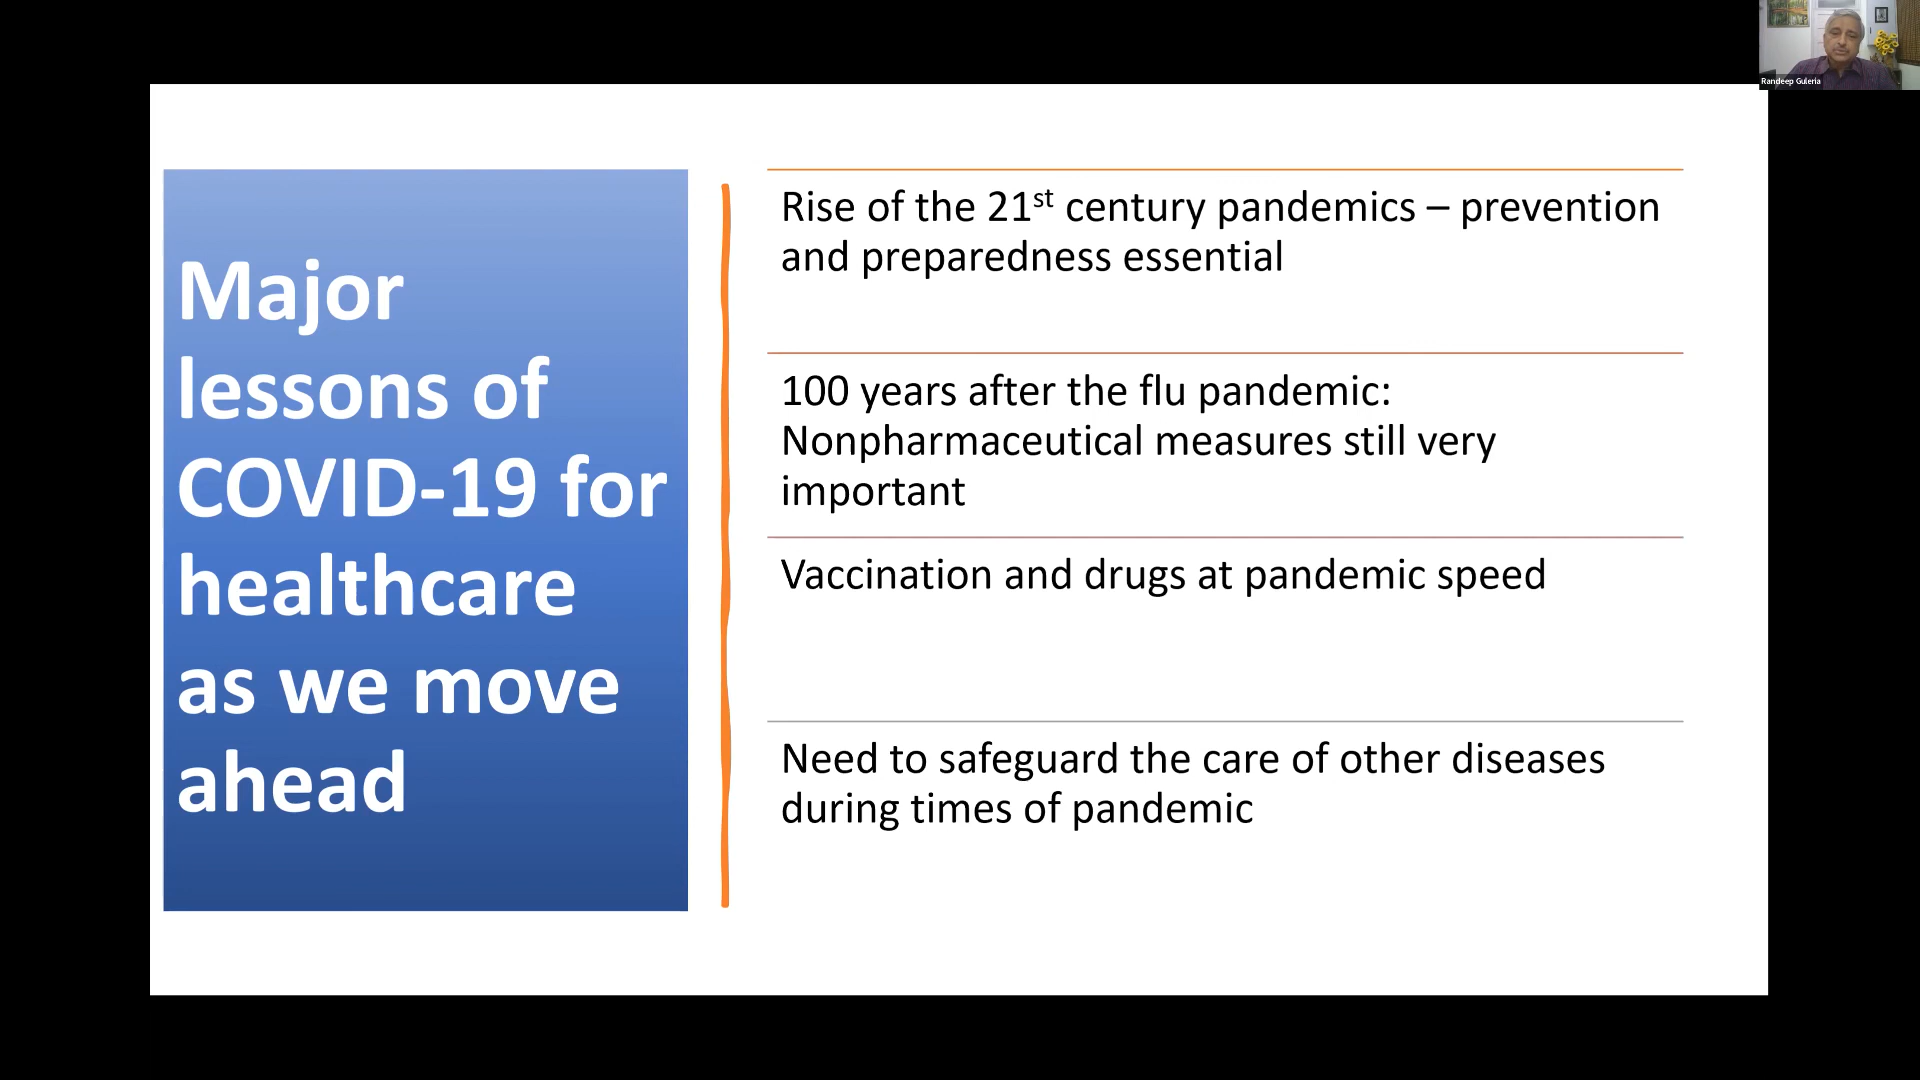 Randeep Guleria
Major
lessons of
COVID-19 for
healthcare
as we move
ahead
Rise of the 21st century pandemics – prevention
and preparedness essential
100 years after the flu pandemic:
Nonpharmaceutical measures still very
important
Vaccination and drugs at pandemic speed
Need to safeguard the care of other diseases
during times of pandemic